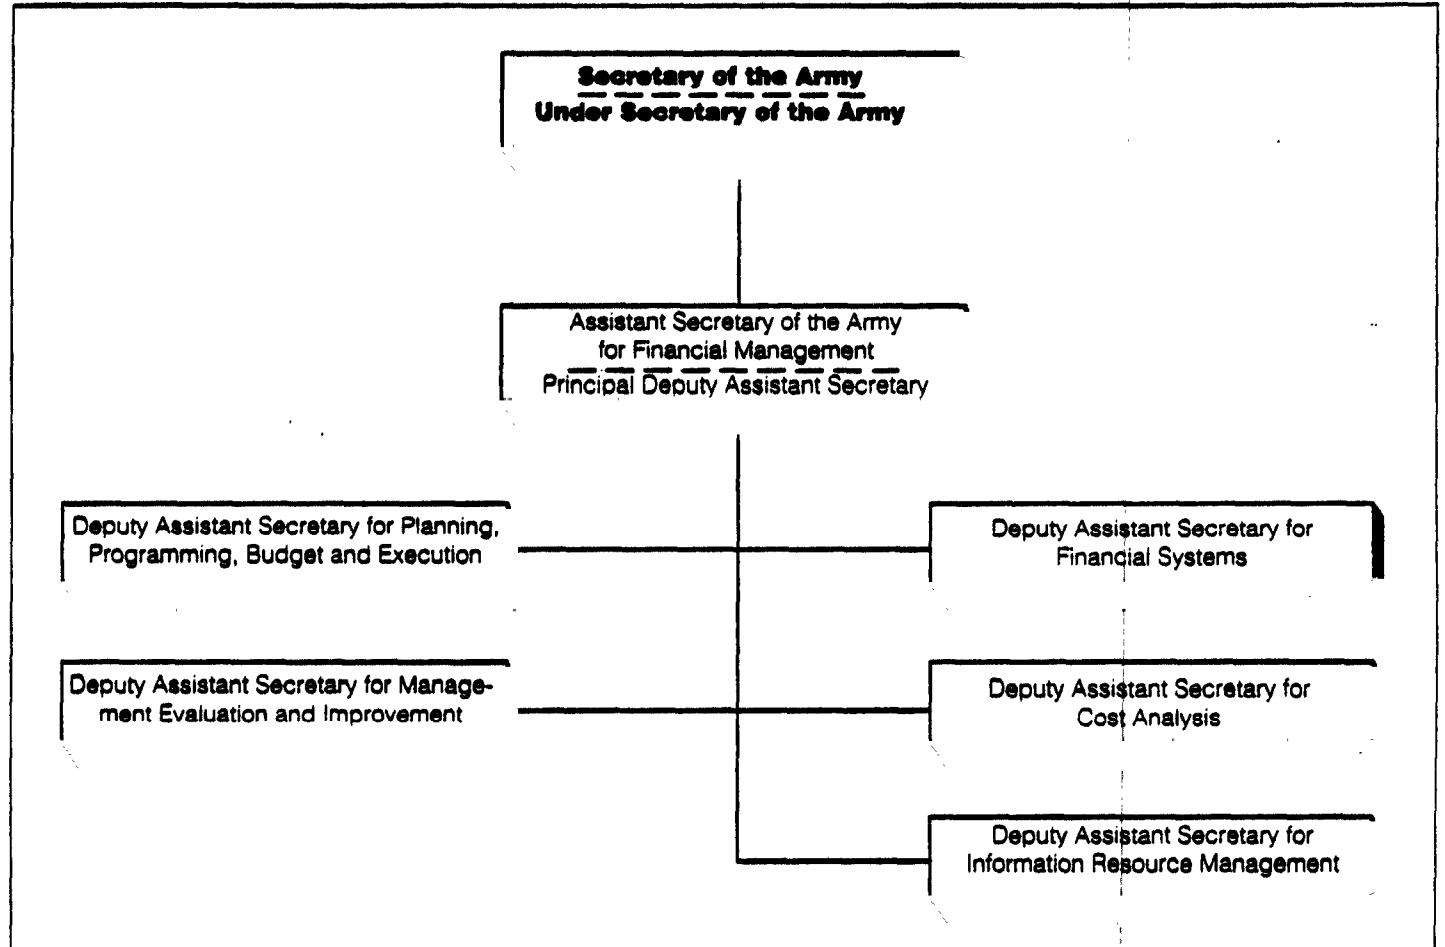 Secretary of the Army
Under Secretary of the Army
Assistant Secretary of the Army
for Financial Management
Principal Deputy Assistant Secretary
Deputy Assistant Secretary for Planning,
Programming, Budget and Execution
Deputy Assistant Secretary for
Financial Systems
Deputy Assistant Secretary for Manage-
ment Evaluation and Improvement
Deputy Assistant Secretary for
Cost Analysis
Deputy Assistant Secretary for
Information Resource Management